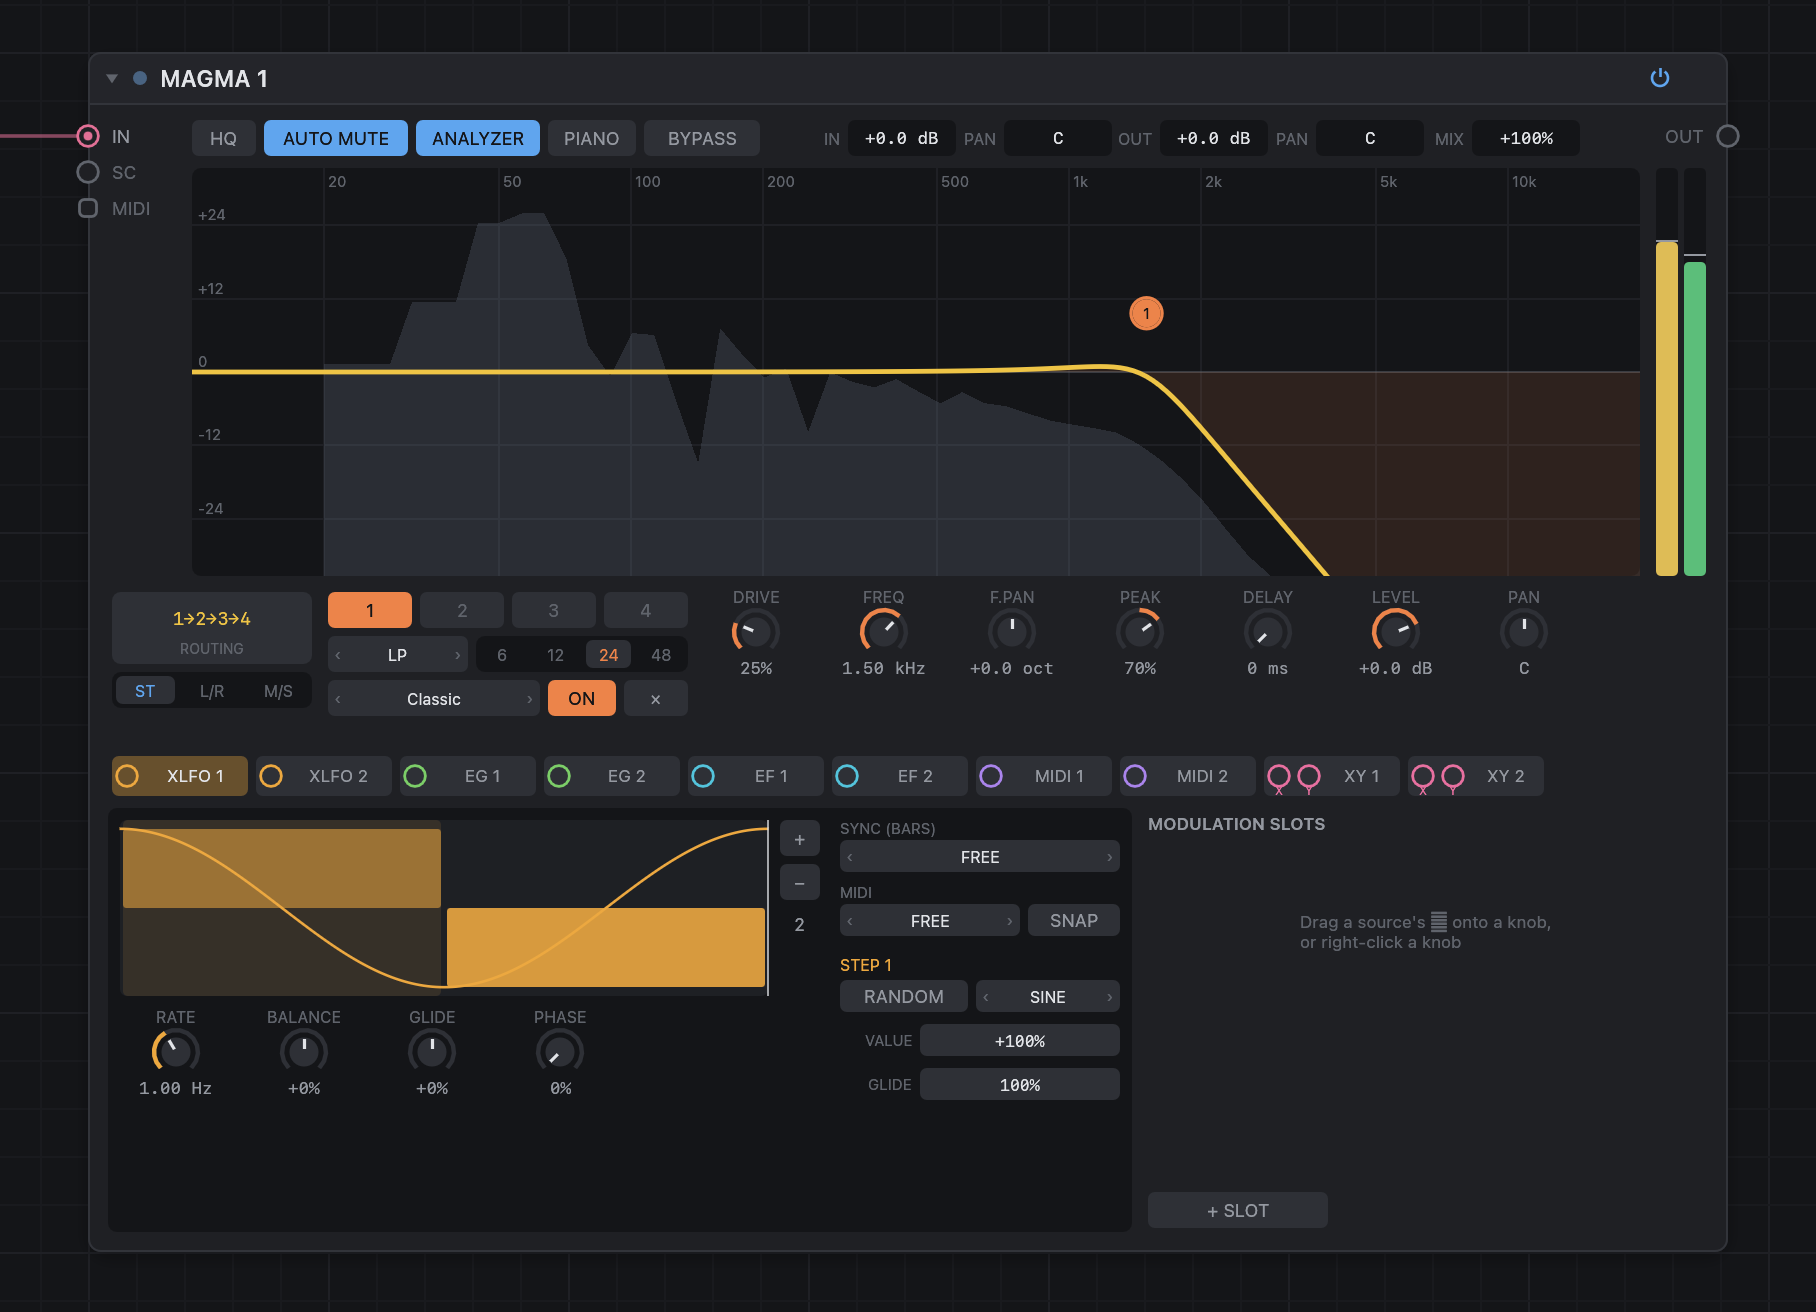 MAGMA 1
IN
SC
MIDI
HQ
AUTO MUTE
ANALYZER
PIANO
BYPASS
IN +0.0 dB
PAN C
OUT +0.0 dB
PAN C
MIX +100%
OUT
20 50 100 200 500 1k 2k 5k 10k
+24
+12
0
-12
-24
1
1→2→3→4
ROUTING
ST L/R M/S
1 2 3 4
‹ LP ›
6 12 24 48
‹ Classic ›
ON
×
DRIVE
25%
FREQ
1.50 kHz
F.PAN
+0.0 oct
PEAK
70%
DELAY
0 ms
LEVEL
+0.0 dB
PAN
C
XLFO 1
XLFO 2
EG 1
EG 2
EF 1
EF 2
MIDI 1
MIDI 2
X Y XY 1
X Y XY 2
+
−
2
RATE
1.00 Hz
BALANCE
+0%
GLIDE
+0%
PHASE
0%
SYNC (BARS)
‹ FREE ›
MIDI
‹ FREE ›
SNAP
STEP 1
RANDOM
‹ SINE ›
VALUE +100%
GLIDE 100%
MODULATION SLOTS
Drag a source's ≣ onto a knob,
or right-click a knob
+ SLOT